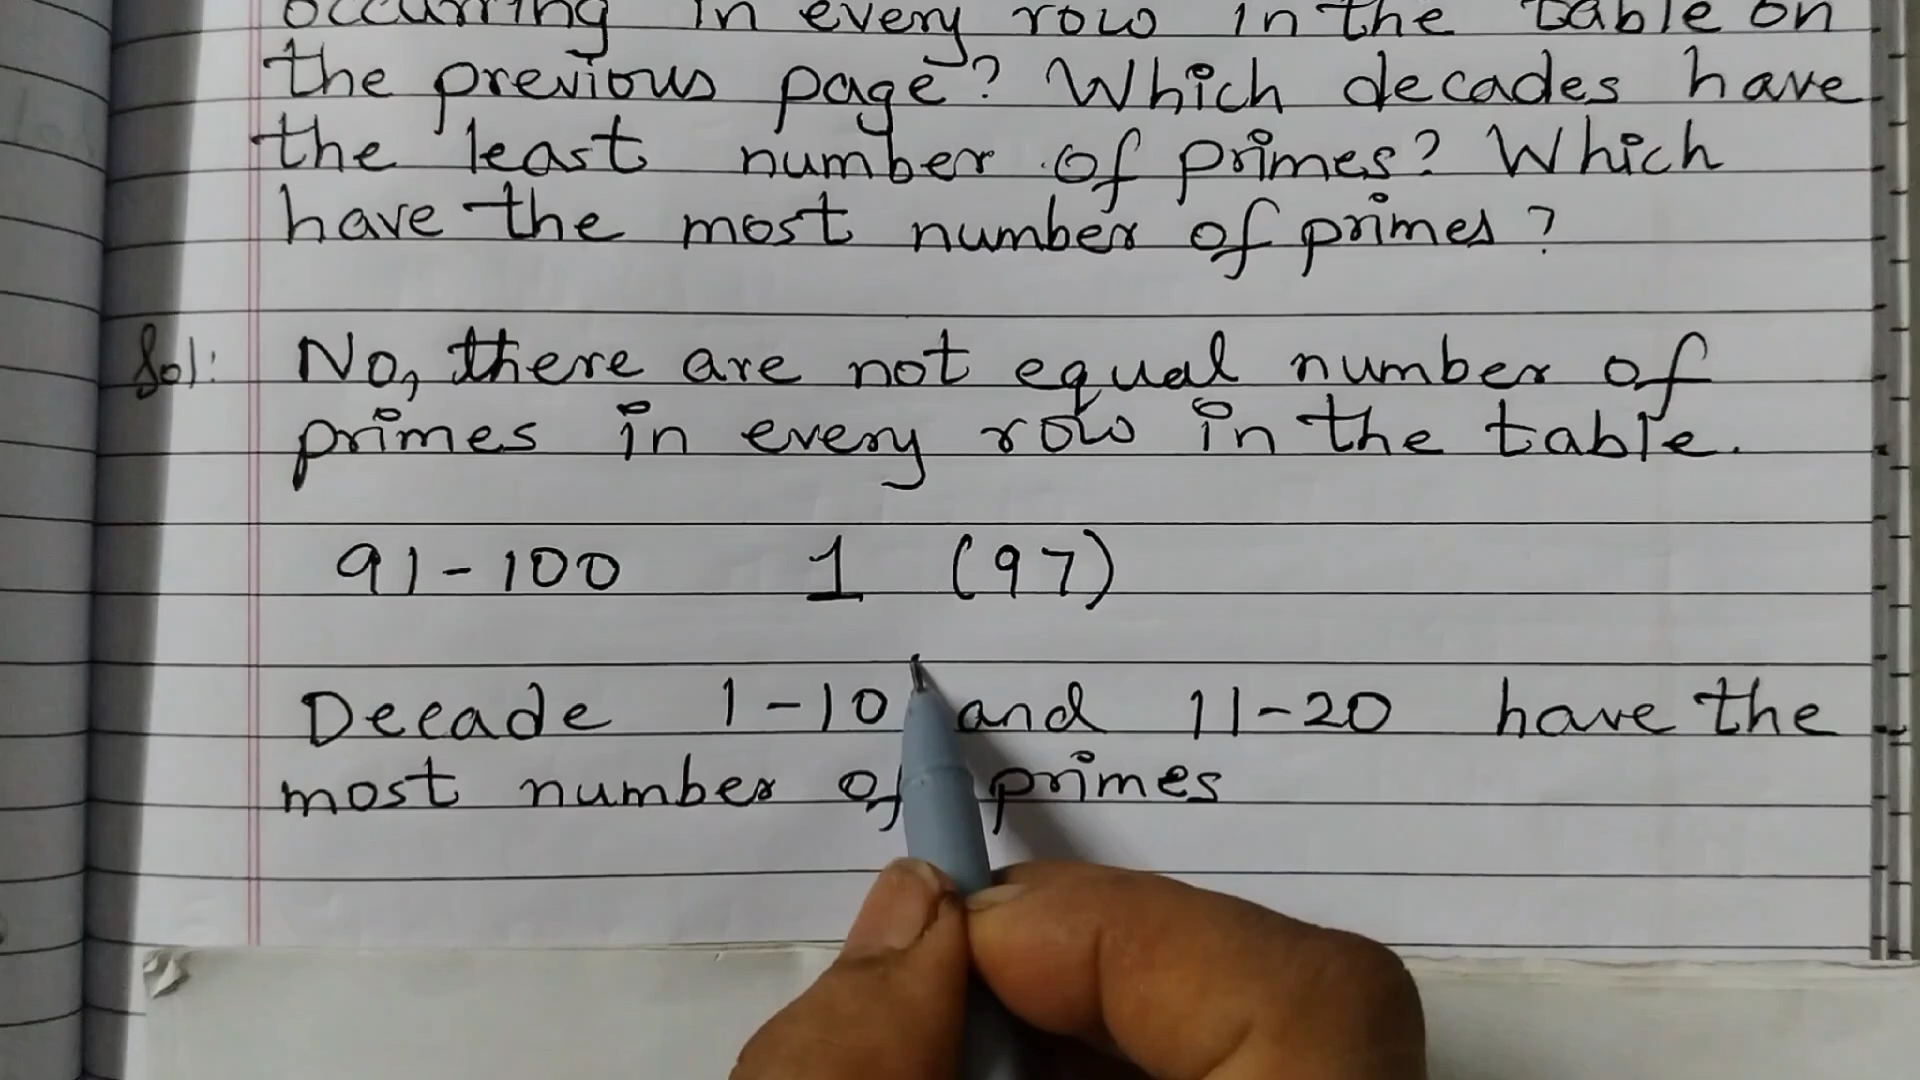 occurring in every row in the table on
the previous page? Which decades have
the least number of primes? Which
have the most number of primes?
Sol: No, there are not equal number of
primes in every row in the table.
91-100 1 (97)
Decade 1-10 and 11-20 have the
most number of primes